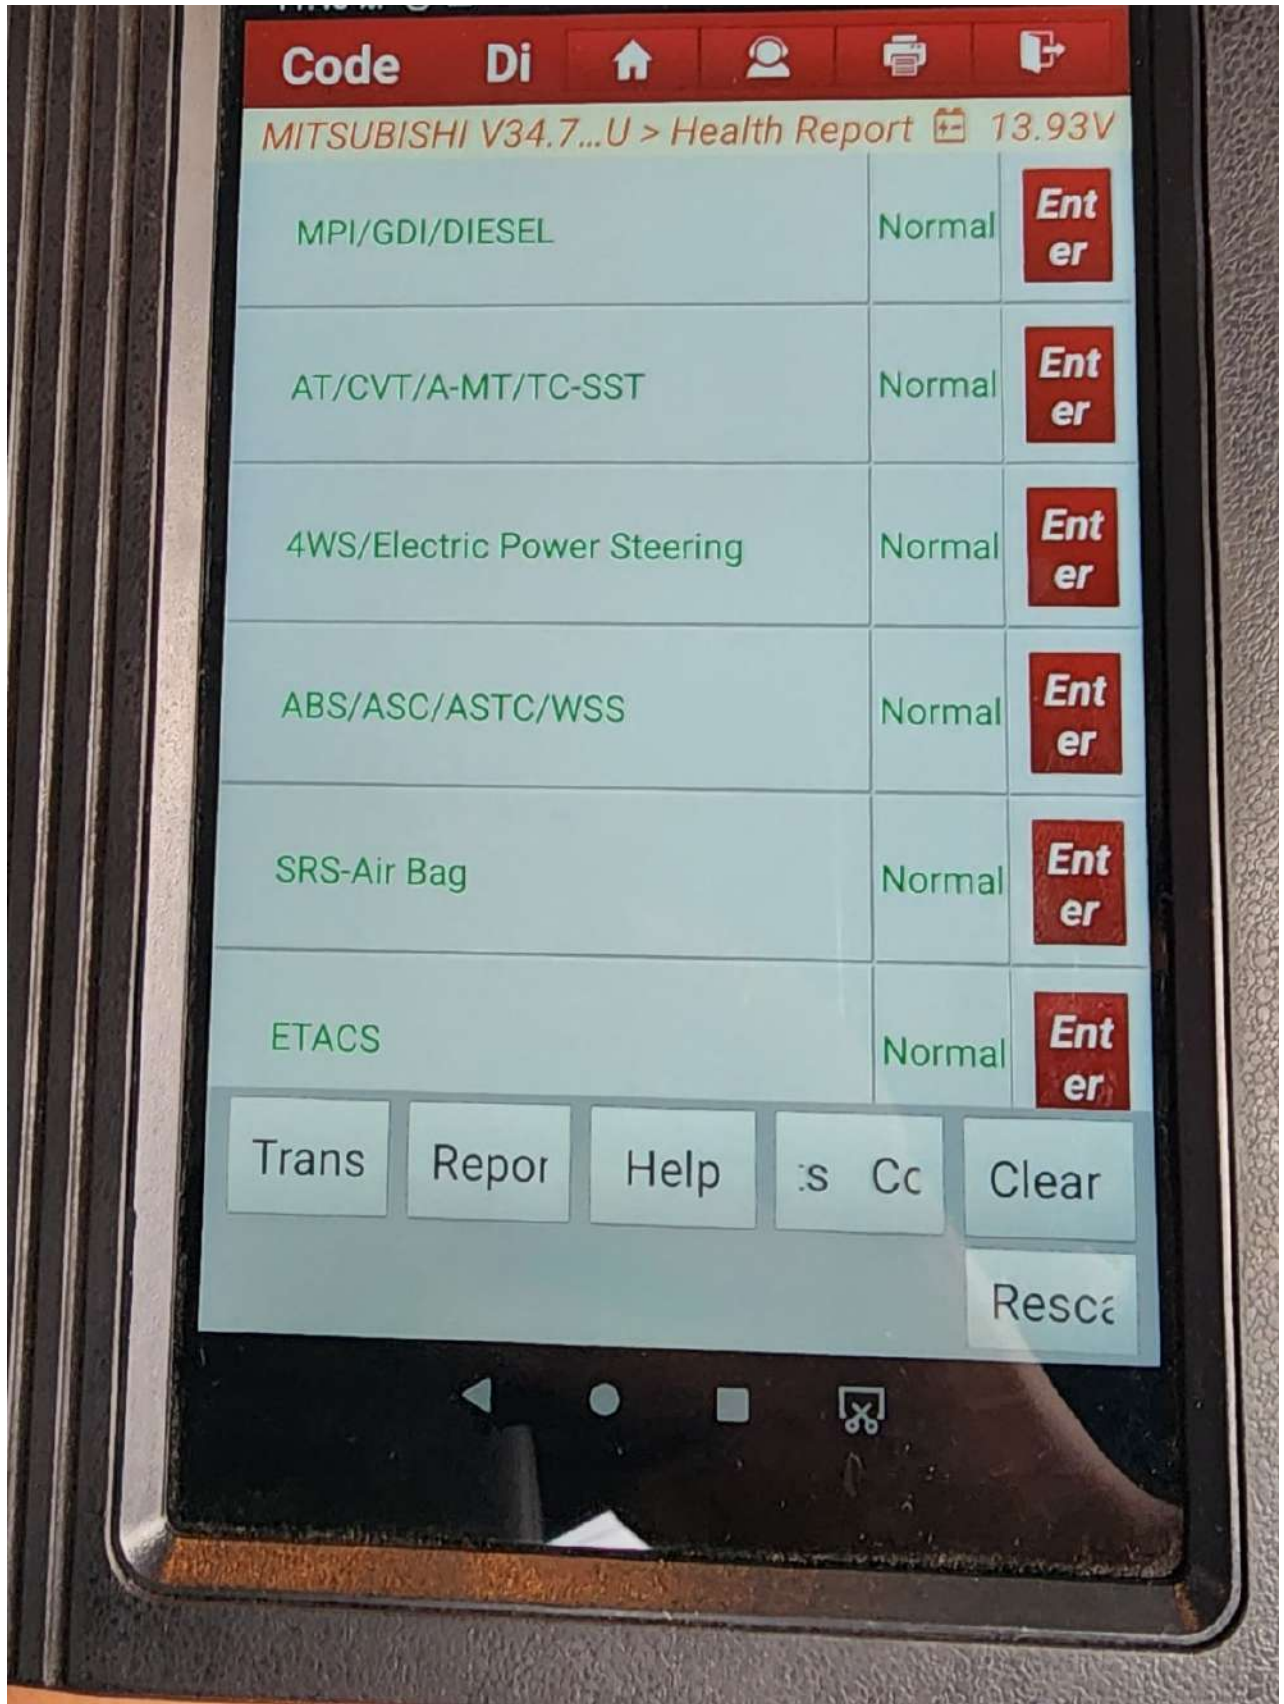 Code Di
MITSUBISHI V34.7...U > Health Report 13.93V
MPI/GDI/DIESEL Normal Ent
er
AT/CVT/A-MT/TC-SST Normal Ent
er
4WS/Electric Power Steering Normal Ent
er
ABS/ASC/ASTC/WSS Normal Ent
er
SRS-Air Bag Normal Ent
er
ETACS Normal Ent
er
Trans Repor Help :s Cc Clear
Resca